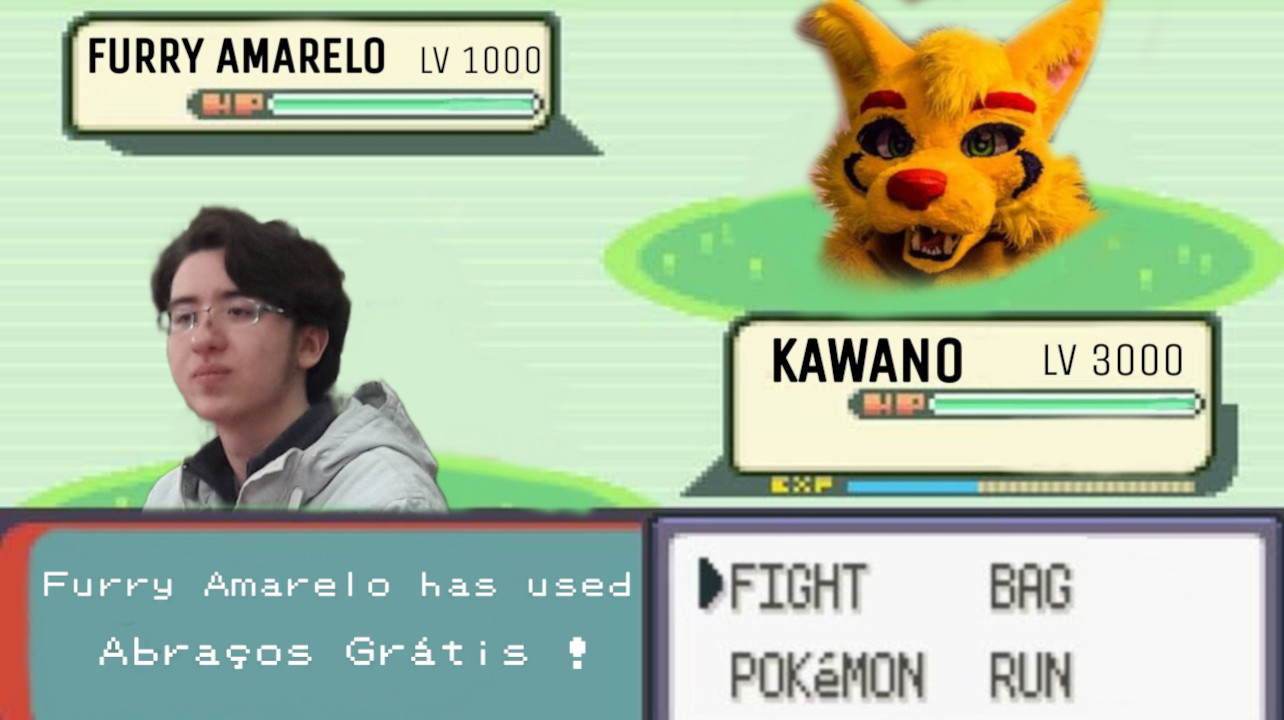 FURRY AMARELO LV 1000
HP
KAWANO LV 3000
HP
EXP
Furry Amarelo has used
Abraços Grátis !
FIGHT BAG
POKéMON RUN